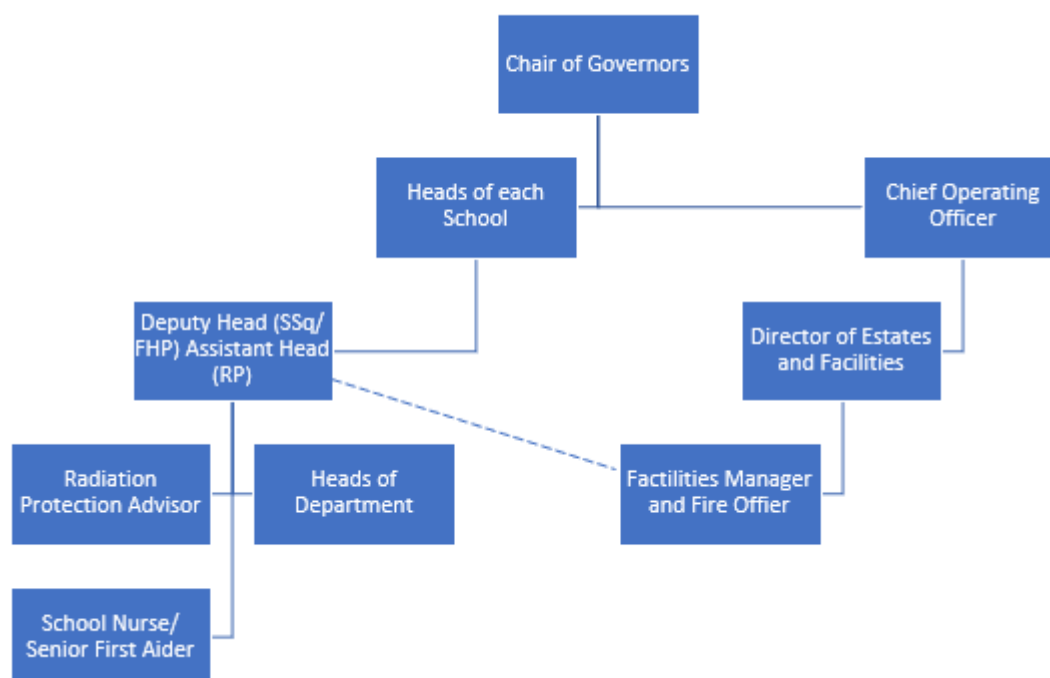 Chair of Governors
Heads of each
School
Chief Operating
Officer
Deputy Head (SSq/
FHP) Assistant Head
(RP)
Director of Estates
and Facilities
Radiation
Protection Advisor
Heads of
Department
Factilities Manager
and Fire Offier
School Nurse/
Senior First Aider